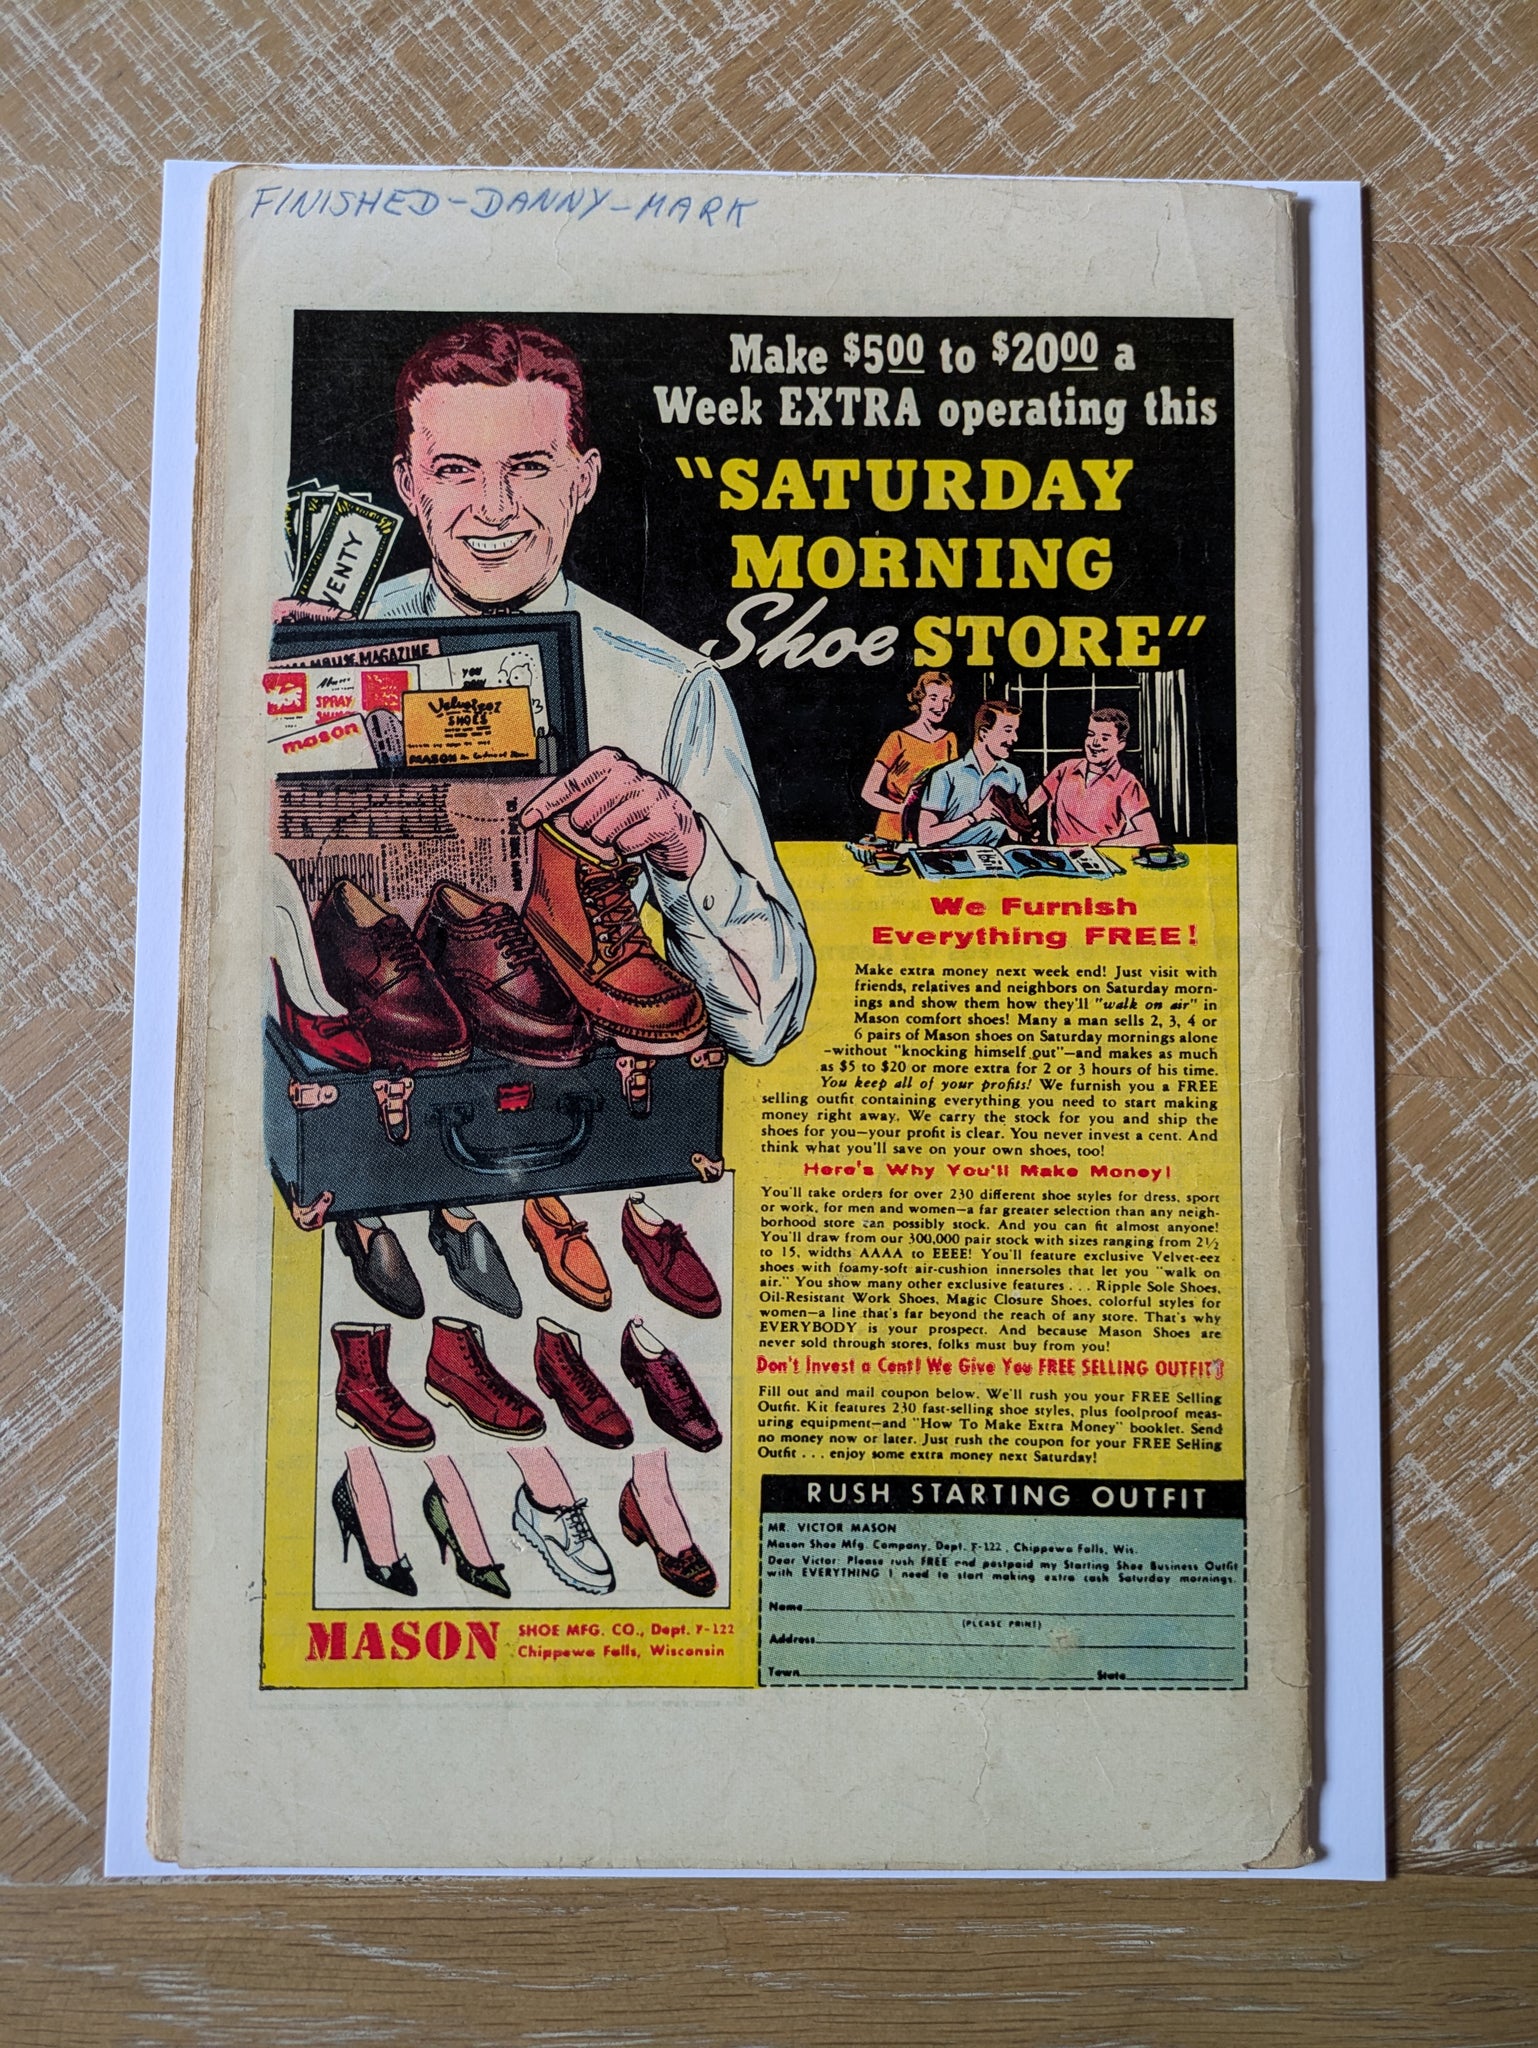 FINISHED-DANNY-MARK
Make $5.00 to $20.00 a
Week EXTRA operating this
"SATURDAY
MORNING
Shoe STORE"
VENTY
MAGAZINE
SPRAY
mason
Velvet-eez
SHOES
MASON
We Furnish
Everything FREE!
Make extra money next week end! Just visit with
friends, relatives and neighbors on Saturday morn-
ings and show them how they'll "walk on air" in
Mason comfort shoes! Many a man sells 2, 3, 4 or
6 pairs of Mason shoes on Saturday mornings alone
-without "knocking himself out"—and makes as much
as $5 to $20 or more extra for 2 or 3 hours of his time.
You keep all of your profits! We furnish you a FREE
selling outfit containing everything you need to start making
money right away. We carry the stock for you and ship the
shoes for you—your profit is clear. You never invest a cent. And
think what you'll save on your own shoes, too!
Here's Why You'll Make Money!
You'll take orders for over 230 different shoe styles for dress, sport
or work, for men and women—a far greater selection than any neigh-
borhood store can possibly stock. And you can fit almost anyone!
You'll draw from our 300,000 pair stock with sizes ranging from 2½
to 15, widths AAAA to EEEE! You'll feature exclusive Velvet-eez
shoes with foamy-soft air-cushion innersoles that let you "walk on
air." You show many other exclusive features . . . Ripple Sole Shoes,
Oil-Resistant Work Shoes, Magic Closure Shoes, colorful styles for
women—a line that's far beyond the reach of any store. That's why
EVERYBODY is your prospect. And because Mason Shoes are
never sold through stores, folks must buy from you!
Don't Invest a Cent! We Give You FREE SELLING OUTFIT!
Fill out and mail coupon below. We'll rush you your FREE Selling
Outfit. Kit features 230 fast-selling shoe styles, plus foolproof meas-
uring equipment—and "How To Make Extra Money" booklet. Send
no money now or later. Just rush the coupon for your FREE Selling
Outfit . . . enjoy some extra money next Saturday!
MASON SHOE MFG. CO., Dept. F-122
Chippewa Falls, Wisconsin
RUSH STARTING OUTFIT
MR. VICTOR MASON
Mason Shoe Mfg. Company, Dept. F-122, Chippewa Falls, Wis.
Dear Victor: Please rush FREE and postpaid my Starting Shoe Business Outfit
with EVERYTHING I need to start making extra cash Saturday mornings.
Name
(PLEASE PRINT)
Address
Town State